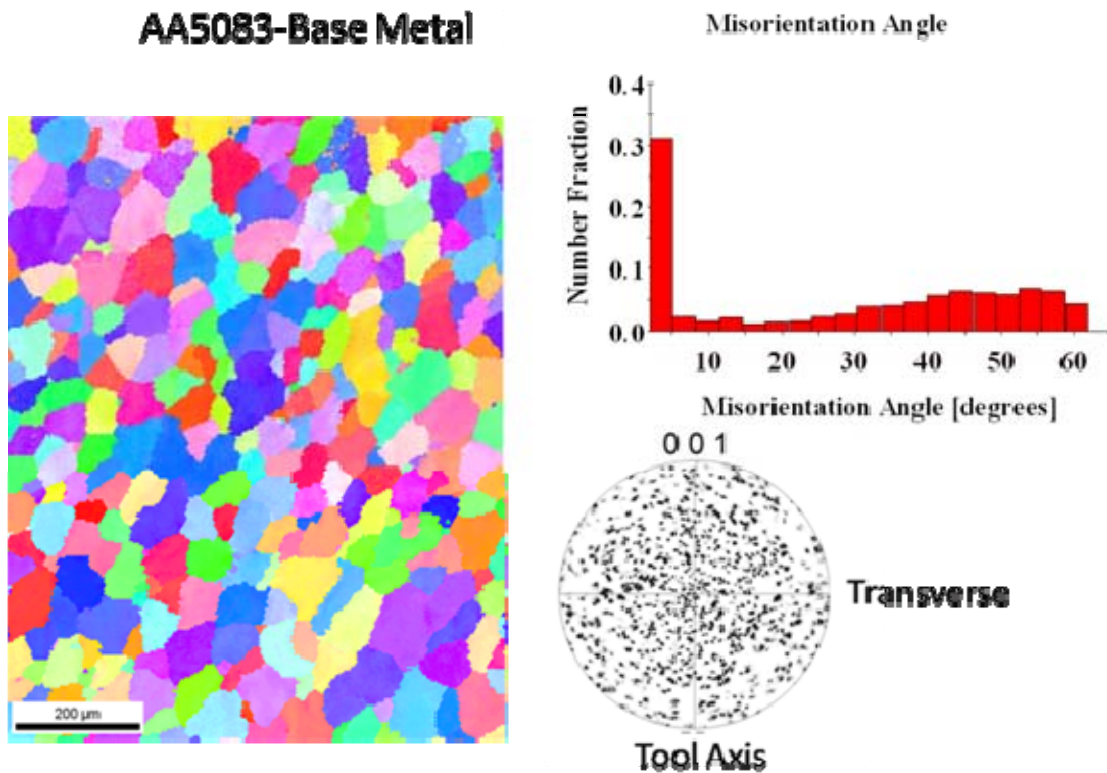 AA5083-Base Metal
Misorientation Angle
0.4
0.3
0.2
0.1
0.0
Number Fraction
10 20 30 40 50 60
Misorientation Angle [degrees]
0 0 1
Transverse
Tool Axis
200 µm